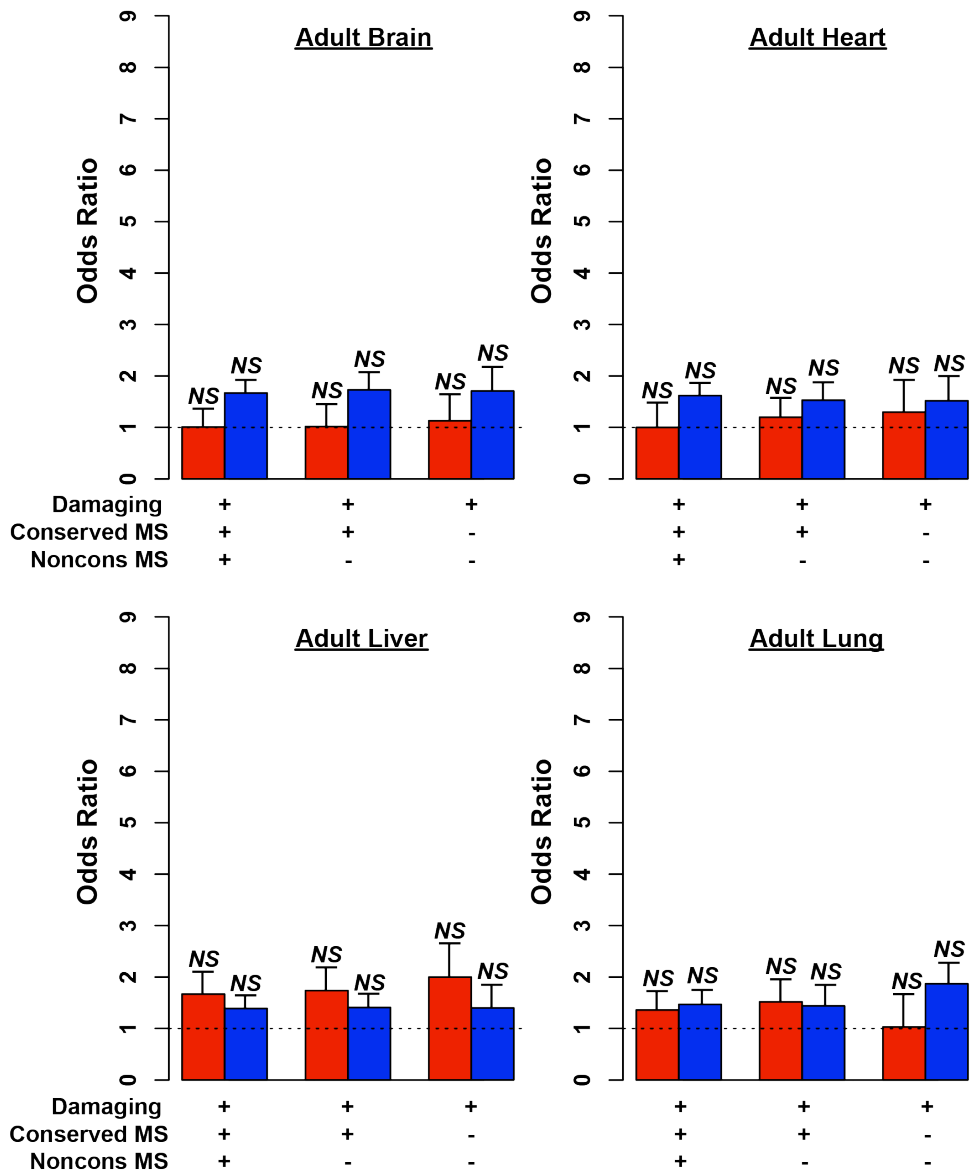 Adult Brain
9
8
7
6
5
4
3
2
1
0
Odds Ratio
NS NS NS NS NS NS
Damaging + + +
Conserved MS + + -
Noncons MS + - -
Adult Heart
9
8
7
6
5
4
3
2
1
0
Odds Ratio
NS NS NS NS NS NS
+ + +
+ + -
+ - -
Adult Liver
9
8
7
6
5
4
3
2
1
0
Odds Ratio
NS NS NS NS NS NS
Damaging + + +
Conserved MS + + -
Noncons MS + - -
Adult Lung
9
8
7
6
5
4
3
2
1
0
Odds Ratio
NS NS NS NS NS NS
+ + +
+ + -
+ - -